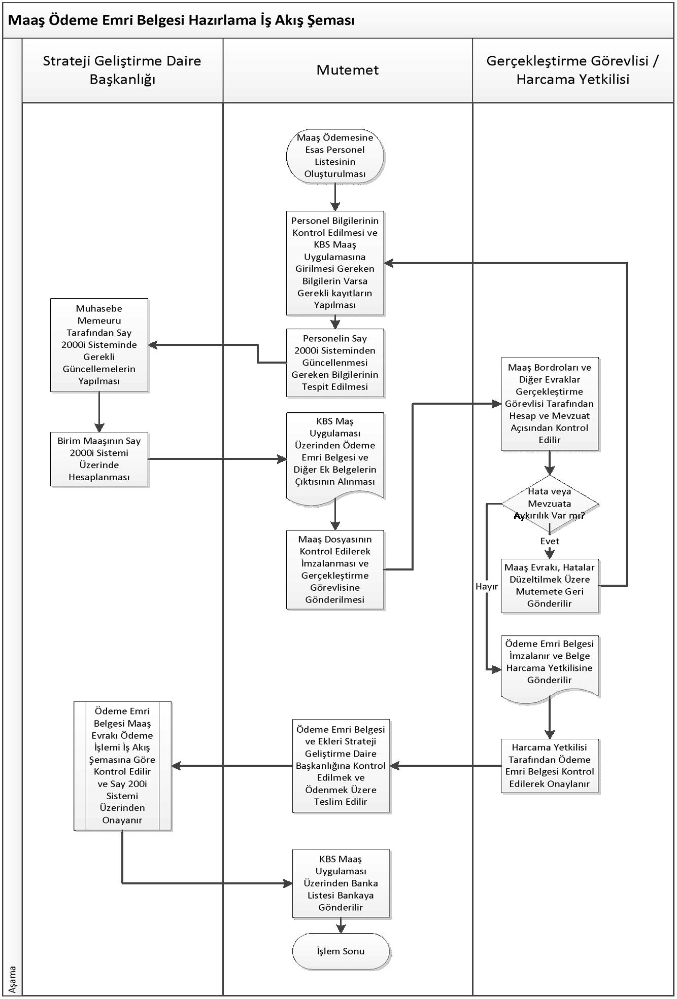 Maaş Ödeme Emri Belgesi Hazırlama İş Akış Şeması
Strateji Geliştirme Daire
Başkanlığı
Mutemet
Gerçekleştirme Görevlisi /
Harcama Yetkilisi
Maaş Ödemesine
Esas Personel
Listesinin
Oluşturulması
Personel Bilgilerinin
Kontrol Edilmesi ve
KBS Maaş
Uygulamasına
Girilmesi Gereken
Bilgilerin Varsa
Gerekli kayıtların
Yapılması
Personelin Say
2000i Sisteminden
Güncellenmesi
Gereken Bilgilerinin
Tespit Edilmesi
Muhasebe
Memeuru
Tarafından Say
2000i Sisteminde
Gerekli
Güncellemelerin
Yapılması
Birim Maaşının Say
2000i Sistemi
Üzerinde
Hesaplanması
KBS Maş
Uygulaması
Üzerinden Ödeme
Emri Belgesi ve
Diğer Ek Belgelerin
Çıktısının Alınması
Maaş Dosyasının
Kontrol Edilerek
İmzalanması ve
Gerçekleştirme
Görevlisine
Gönderilmesi
Maaş Bordroları ve
Diğer Evraklar
Gerçekleştirme
Görevlisi Tarafından
Hesap ve Mevzuat
Açısından Kontrol
Edilir
Hata veya
Mevzuata
Aykırılık Var mı?
Evet
Maaş Evrakı, Hatalar
Düzeltilmek Üzere
Mutemete Geri
Gönderilir
Hayır
Ödeme Emri Belgesi
İmzalanır ve Belge
Harcama Yetkilisine
Gönderilir
Harcama Yetkilisi
Tarafından Ödeme
Emri Belgesi Kontrol
Edilerek Onaylanır
Ödeme Emri Belgesi
ve Ekleri Strateji
Geliştirme Daire
Başkanlığına Kontrol
Edilmek ve
Ödenmek Üzere
Teslim Edilir
Ödeme Emri
Belgesi Maaş
Evrakı Ödeme
İşlemi İş Akış
Şemasına Göre
Kontrol Edilir
ve Say 200i
Sistemi
Üzerinden
Onayanır
KBS Maaş
Uygulaması
Üzerinden Banka
Listesi Bankaya
Gönderilir
İşlem Sonu
Aşama